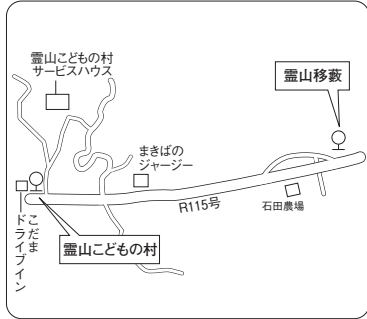 霊山こどもの村
サービスハウス
霊山移藪
まきばの
ジャージー
石田農場
R115号
霊山こどもの村
こだま
ドライブイン